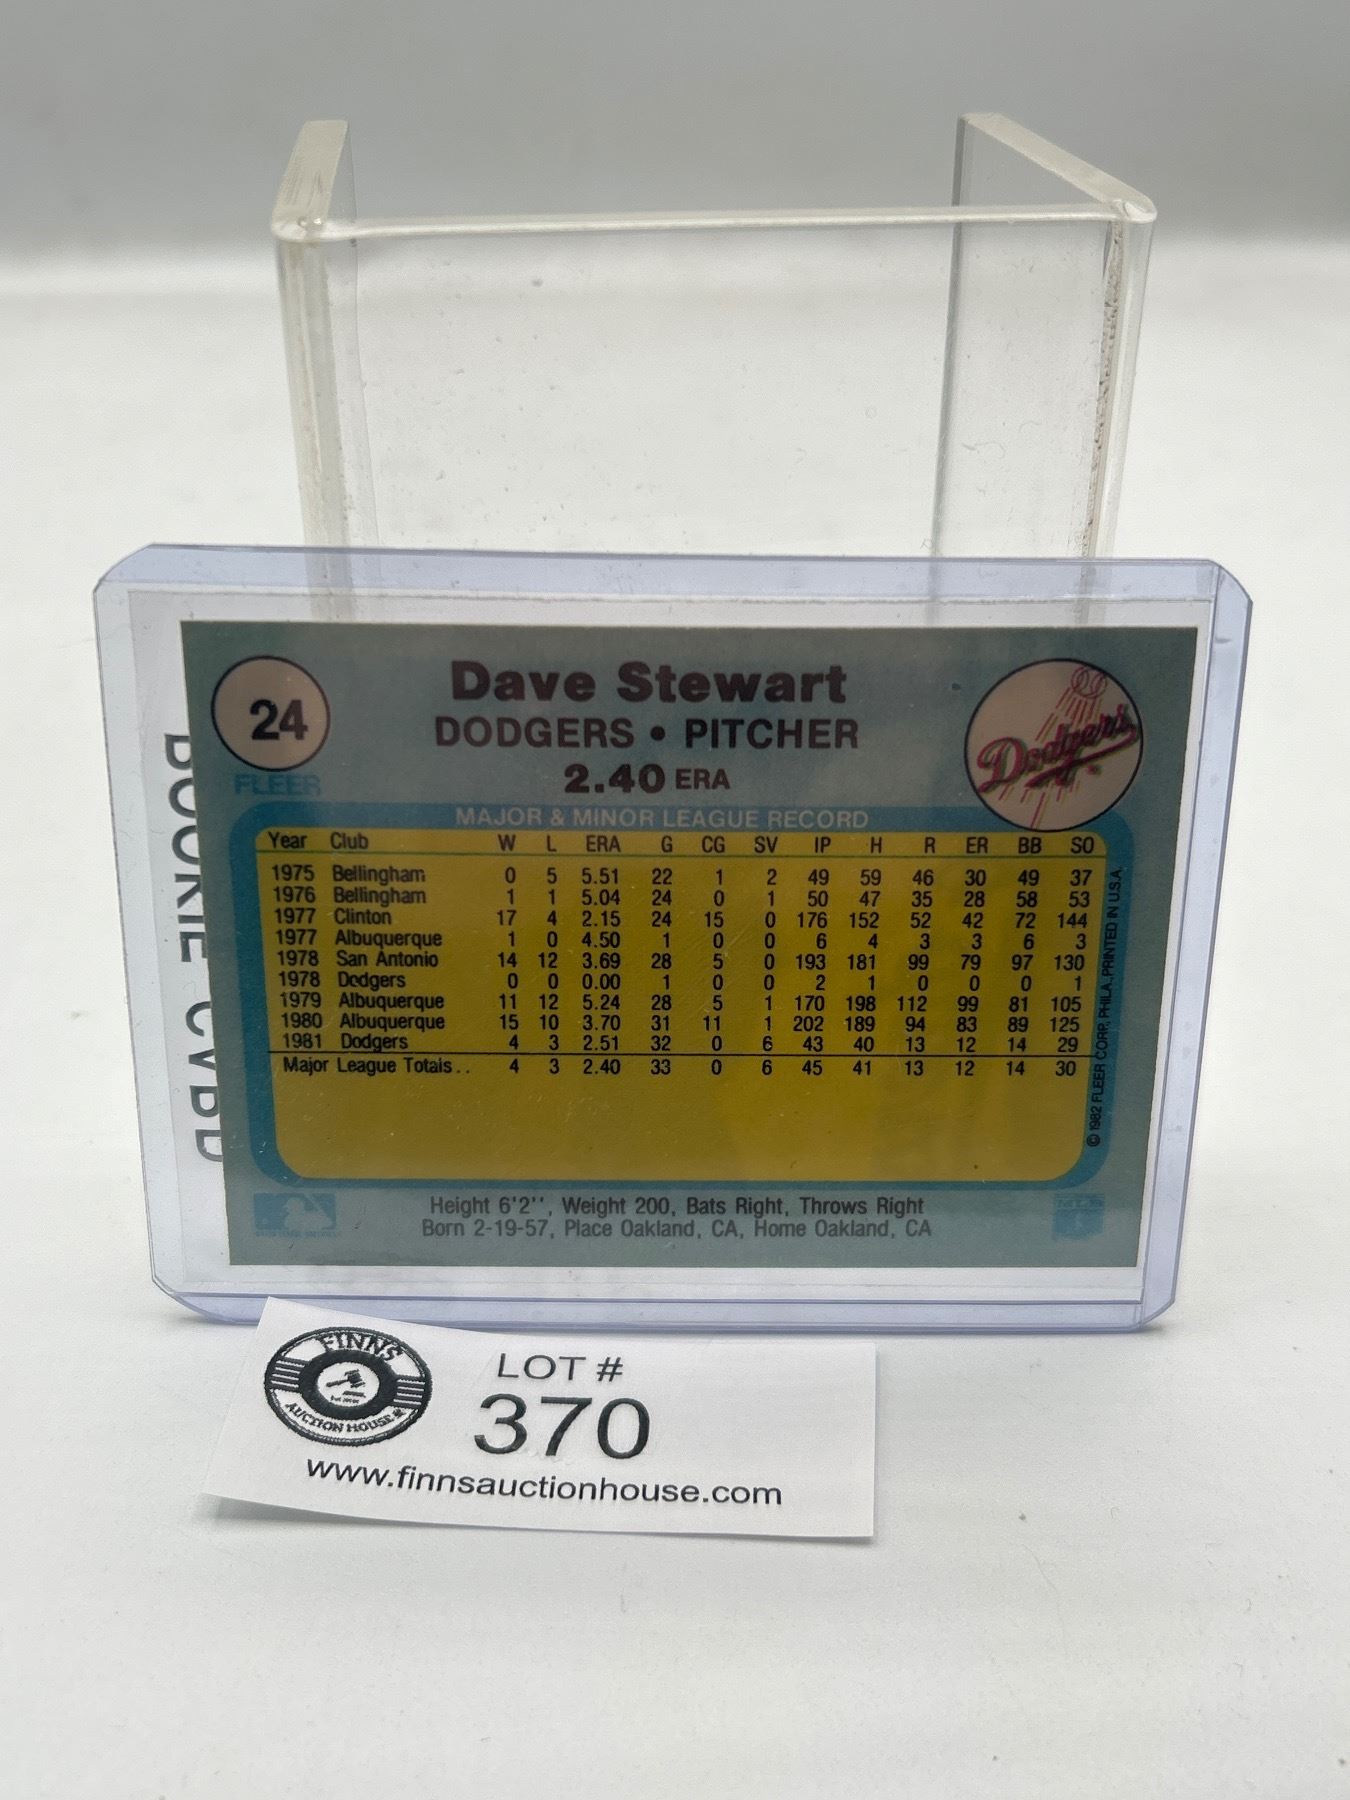 24
FLEER
Dave Stewart
DODGERS • PITCHER
2.40 ERA
Dodgers
MAJOR & MINOR LEAGUE RECORD
Year Club W L ERA G CG SV IP H R ER BB SO
1975 Bellingham 0 5 5.51 22 1 2 49 59 46 30 49 37
1976 Bellingham 1 1 5.04 24 0 1 50 47 35 28 58 53
1977 Clinton 17 4 2.15 24 15 0 176 152 52 42 72 144
1977 Albuquerque 1 0 4.50 1 0 0 6 4 3 3 6 3
1978 San Antonio 14 12 3.69 28 5 0 193 181 99 79 97 130
1978 Dodgers 0 0 0.00 1 0 0 2 1 0 0 0 1
1979 Albuquerque 11 12 5.24 28 5 1 170 198 112 99 81 105
1980 Albuquerque 15 10 3.70 31 11 1 202 189 94 83 89 125
1981 Dodgers 4 3 2.51 32 0 6 43 40 13 12 14 29
Major League Totals.. 4 3 2.40 33 0 6 45 41 13 12 14 30
© 1982 FLEER CORP, PHILA. PRINTED IN U.S.A.
Height 6'2'', Weight 200, Bats Right, Throws Right
Born 2-19-57, Place Oakland, CA, Home Oakland, CA
FINNS
AUCTION HOUSE
LOT #
370
www.finnsauctionhouse.com